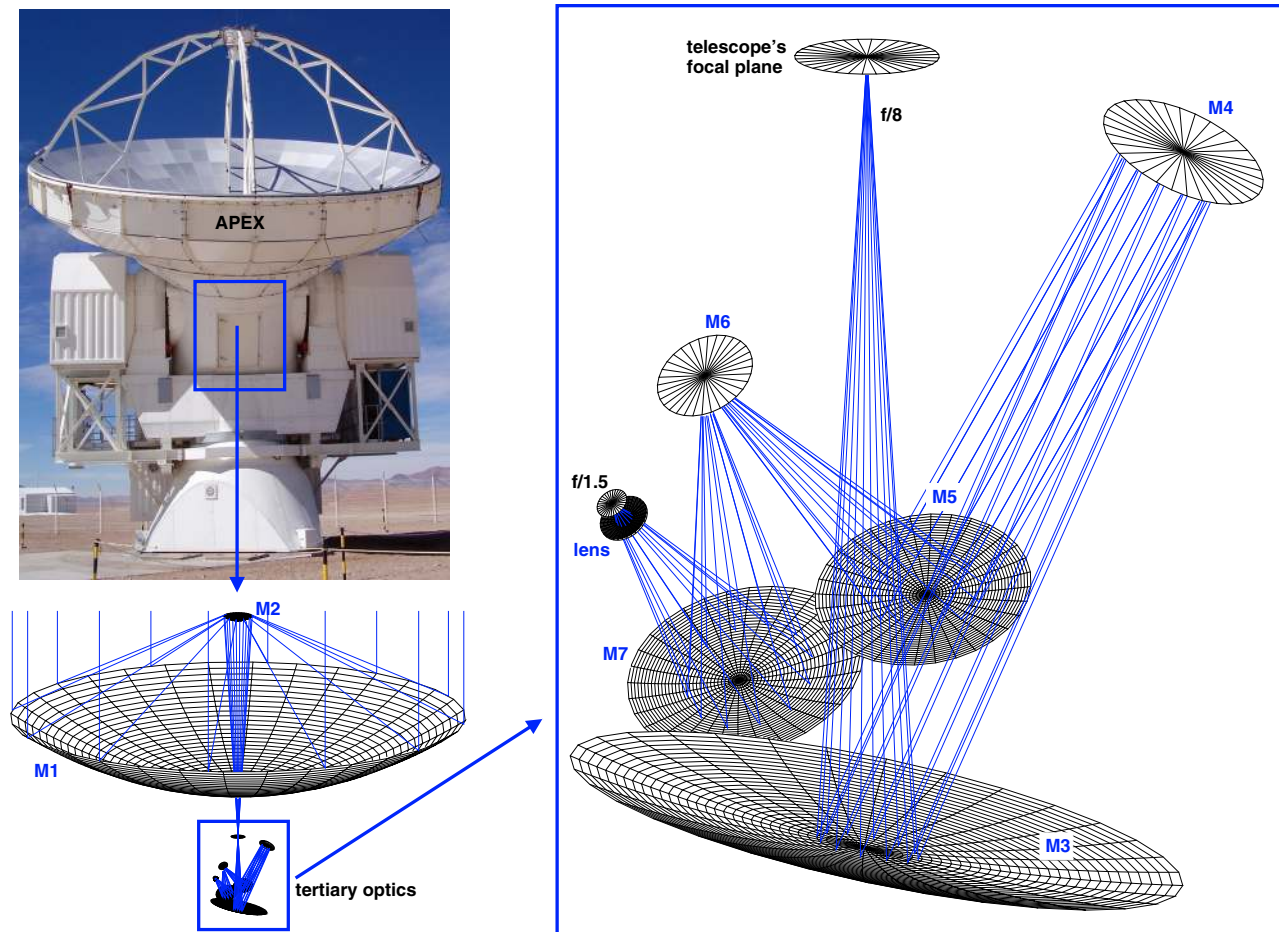 APEX
M2
M1
tertiary optics
telescope's
focal plane
f/8
M4
M6
f/1.5
lens
M5
M7
M3